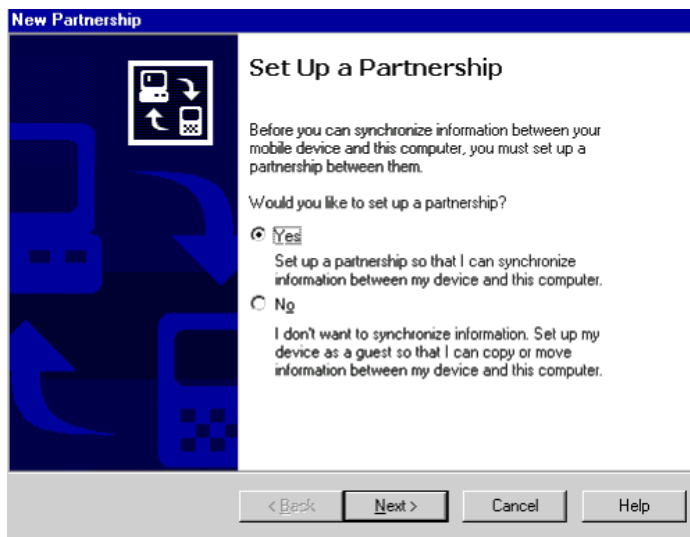 New Partnership
Set Up a Partnership
Before you can synchronize information between your
mobile device and this computer, you must set up a
partnership between them.
Would you like to set up a partnership?
Yes
Set up a partnership so that I can synchronize
information between my device and this computer.
No
I don't want to synchronize information. Set up my
device as a guest so that I can copy or move
information between my device and this computer.
< Back Next > Cancel Help